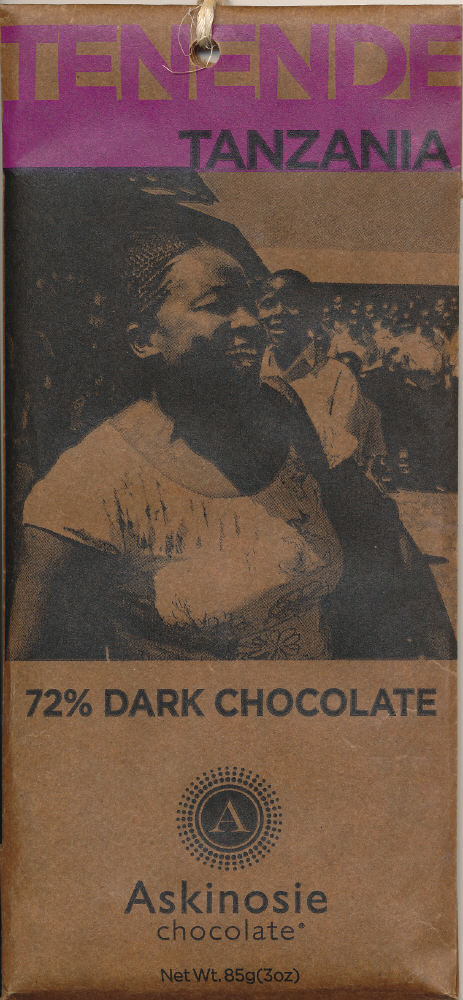 TENENDE
TANZANIA
72% DARK CHOCOLATE
A
Askinosie
chocolate®
Net Wt. 85g(3oz)